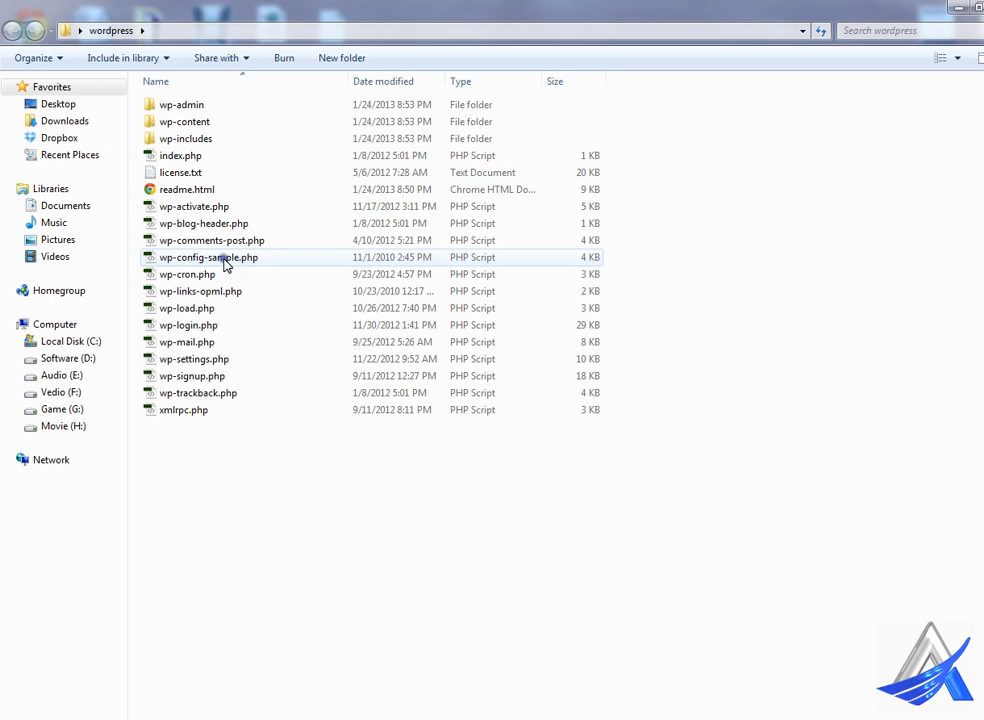 wordpress
Search wordpress
Organize Include in library Share with Burn New folder
Name Date modified Type Size
Favorites
Desktop
Downloads
Dropbox
Recent Places
Libraries
Documents
Music
Pictures
Videos
Homegroup
Computer
Local Disk (C:)
Software (D:)
Audio (E:)
Vedio (F:)
Game (G:)
Movie (H:)
Network
wp-admin 1/24/2013 8:53 PM File folder
wp-content 1/24/2013 8:53 PM File folder
wp-includes 1/24/2013 8:53 PM File folder
index.php 1/8/2012 5:01 PM PHP Script 1 KB
license.txt 5/6/2012 7:28 AM Text Document 20 KB
readme.html 1/24/2013 8:50 PM Chrome HTML Do... 9 KB
wp-activate.php 11/17/2012 3:11 PM PHP Script 5 KB
wp-blog-header.php 1/8/2012 5:01 PM PHP Script 1 KB
wp-comments-post.php 4/10/2012 5:21 PM PHP Script 4 KB
wp-config-sample.php 11/1/2010 2:45 PM PHP Script 4 KB
wp-cron.php 9/23/2012 4:57 PM PHP Script 3 KB
wp-links-opml.php 10/23/2010 12:17 ... PHP Script 2 KB
wp-load.php 10/26/2012 7:40 PM PHP Script 3 KB
wp-login.php 11/30/2012 1:41 PM PHP Script 29 KB
wp-mail.php 9/25/2012 5:26 AM PHP Script 8 KB
wp-settings.php 11/22/2012 9:52 AM PHP Script 10 KB
wp-signup.php 9/11/2012 12:27 PM PHP Script 18 KB
wp-trackback.php 1/8/2012 5:01 PM PHP Script 4 KB
xmlrpc.php 9/11/2012 8:11 PM PHP Script 3 KB